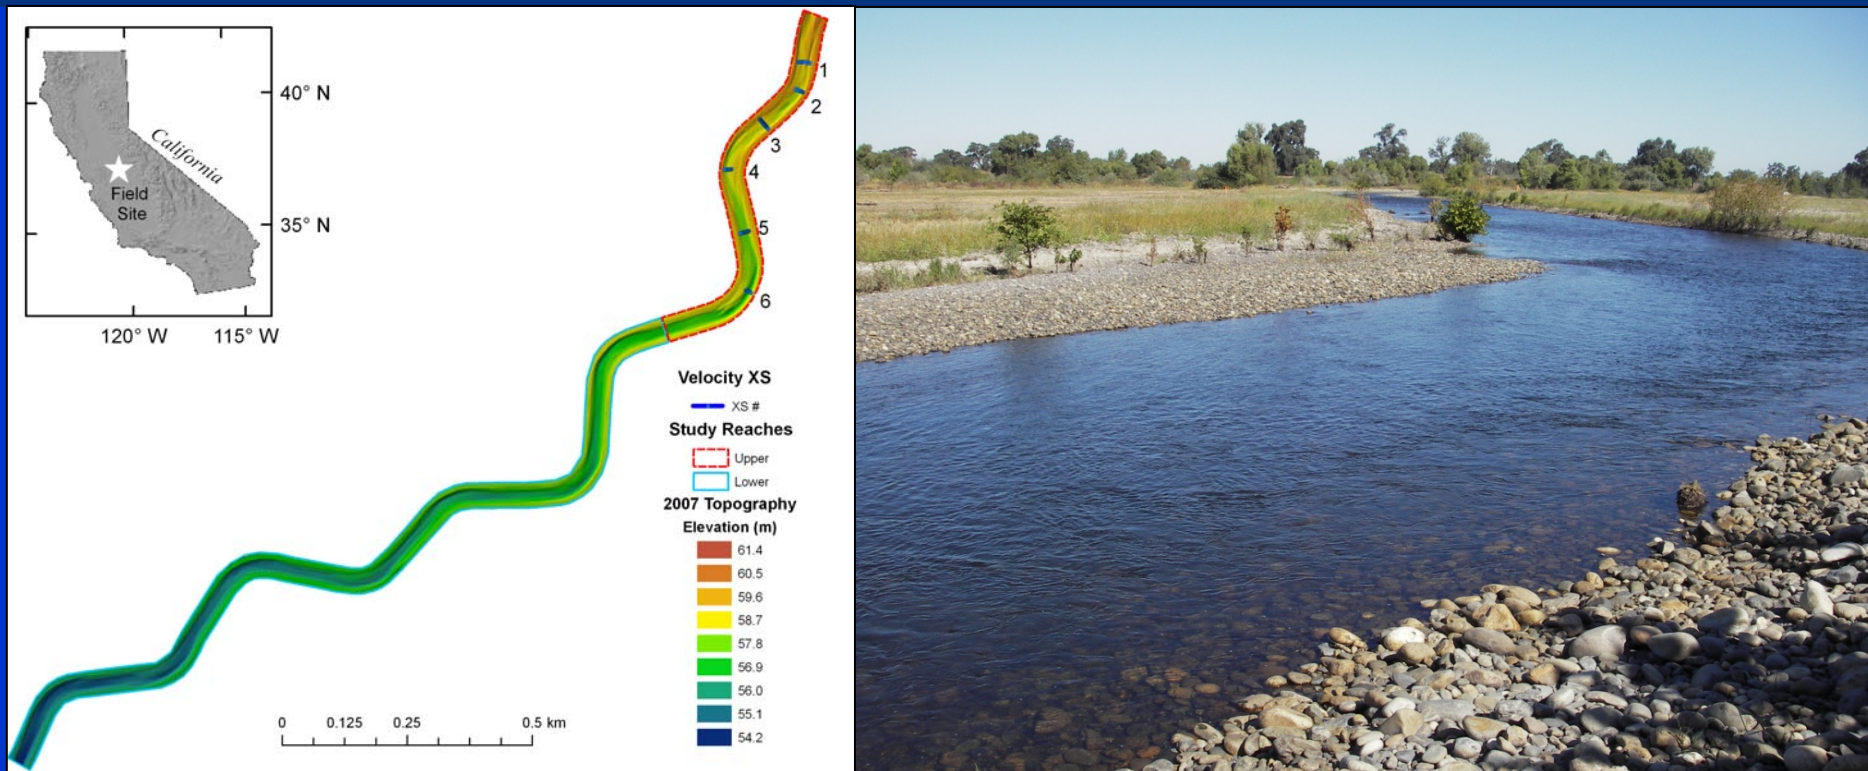 40° N
35° N
120° W
115° W
California
Field
Site
1
2
3
4
5
6
Velocity XS
XS #
Study Reaches
Upper
Lower
2007 Topography
Elevation (m)
61.4
60.5
59.6
58.7
57.8
56.9
56.0
55.1
54.2
0 0.125 0.25 0.5 km